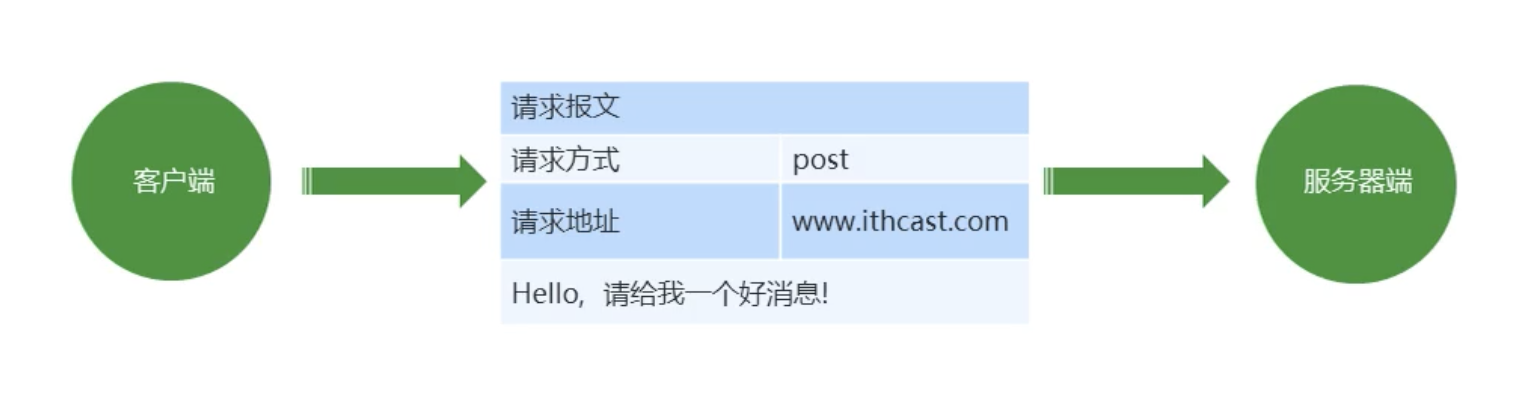 客户端
请求报文
请求方式 post
请求地址 www.ithcast.com
Hello, 请给我一个好消息!
服务器端